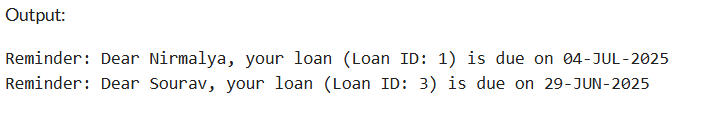 Output:
Reminder: Dear Nirmalya, your loan (Loan ID: 1) is due on 04-JUL-2025
Reminder: Dear Sourav, your loan (Loan ID: 3) is due on 29-JUN-2025